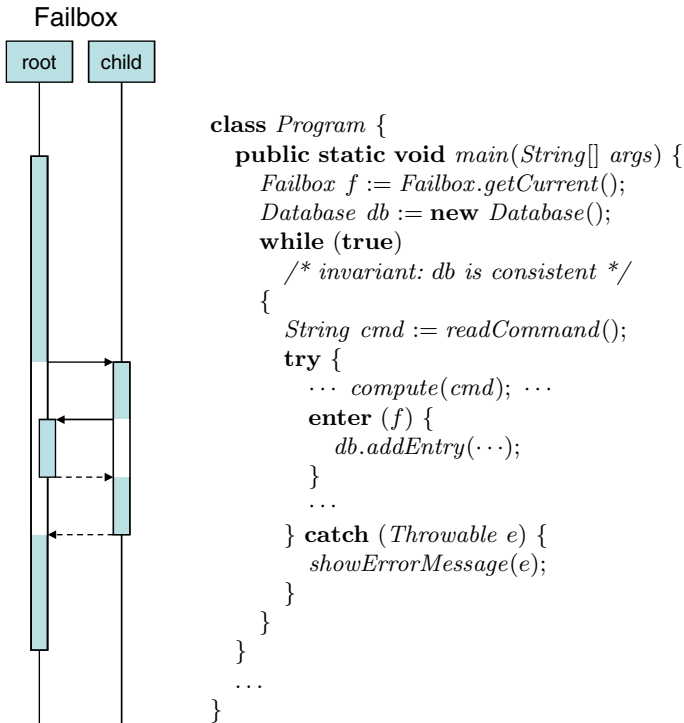 Failbox
root child
class Program {
public static void main(String[] args) {
Failbox f := Failbox.getCurrent();
Database db := new Database();
while (true)
/* invariant: db is consistent */
{
String cmd := readCommand();
try {
··· compute(cmd); ···
enter (f) {
db.addEntry(···);
}
···
} catch (Throwable e) {
showErrorMessage(e);
}
}
}
...
}